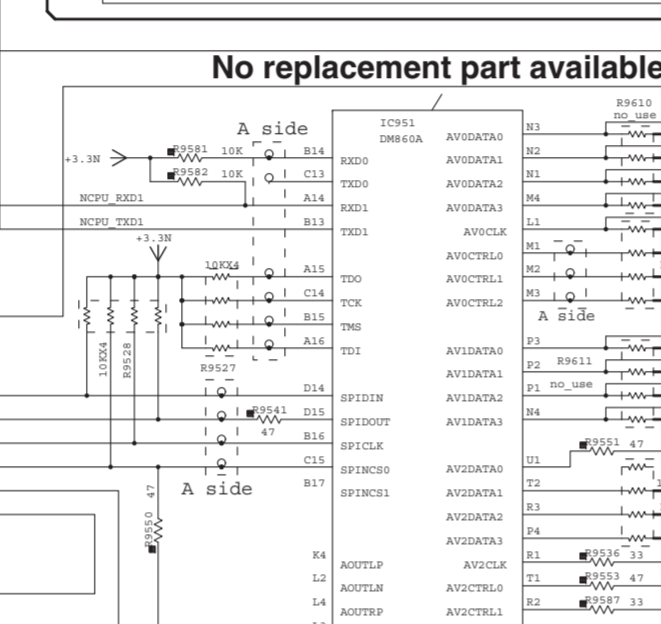 No replacement part available
R9610
no_use
A side
IC951
DM860A
+3.3N
R9581 10K B14 RXD0 AV0DATA0 N3
R9582 10K C13 TXD0 AV0DATA1 N2
NCPU_RXD1 A14 RXD1 AV0DATA2 N1
NCPU_TXD1 B13 TXD1 AV0DATA3 M4
+3.3N AV0CLK L1
10KX4 A15 TDO AV0CTRL0 M1
C14 TCK AV0CTRL1 M2
B15 TMS AV0CTRL2 M3
A side
A16 TDI AV1DATA0 P3
R9527 AV1DATA1 P2 R9611
10KX4 R9528 D14 SPIDIN AV1DATA2 P1 no_use
R9541 47 D15 SPIDOUT AV1DATA3 N4
B16 SPICLK
R9551 47
C15 SPINCS0 AV2DATA0 U1
A side
B17 SPINCS1 AV2DATA1 T2
47 R9550
AV2DATA2 R3
AV2DATA3 P4
K4 AOUTLP AV2CLK R1 R9536 33
L2 AOUTLN AV2CTRL0 T1 R9553 47
L4 AOUTRP AV2CTRL1 R2 R9587 33